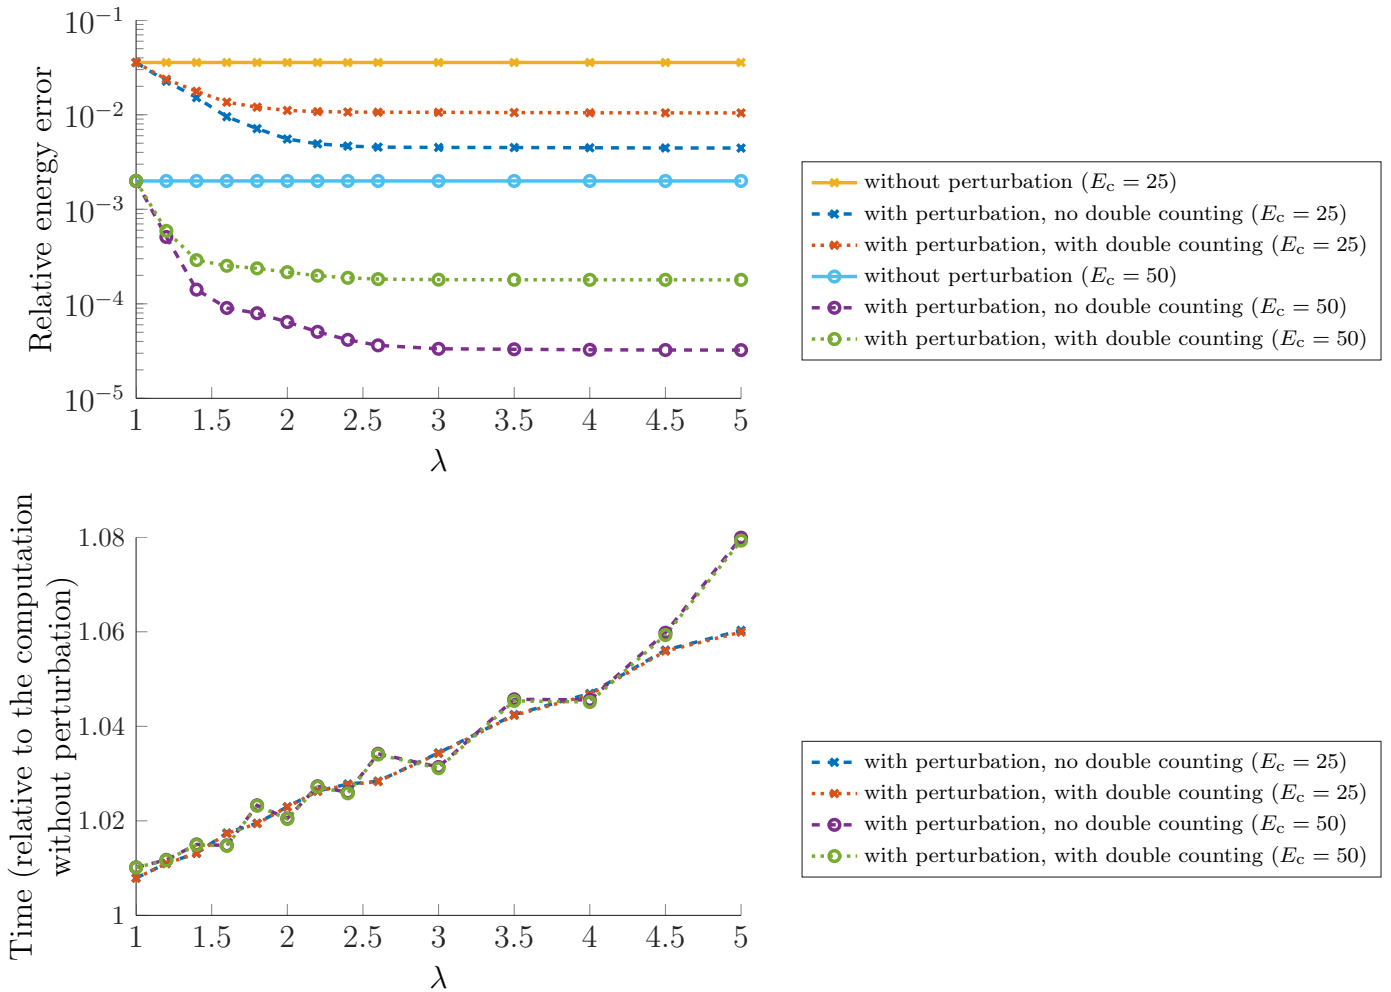 10⁻¹
10⁻²
10⁻³
10⁻⁴
10⁻⁵
Relative energy error
1 1.5 2 2.5 3 3.5 4 4.5 5
λ
without perturbation (E_c = 25)
with perturbation, no double counting (E_c = 25)
with perturbation, with double counting (E_c = 25)
without perturbation (E_c = 50)
with perturbation, no double counting (E_c = 50)
with perturbation, with double counting (E_c = 50)
Time (relative to the computation
without perturbation)
1.08
1.06
1.04
1.02
1
1 1.5 2 2.5 3 3.5 4 4.5 5
λ
with perturbation, no double counting (E_c = 25)
with perturbation, with double counting (E_c = 25)
with perturbation, no double counting (E_c = 50)
with perturbation, with double counting (E_c = 50)